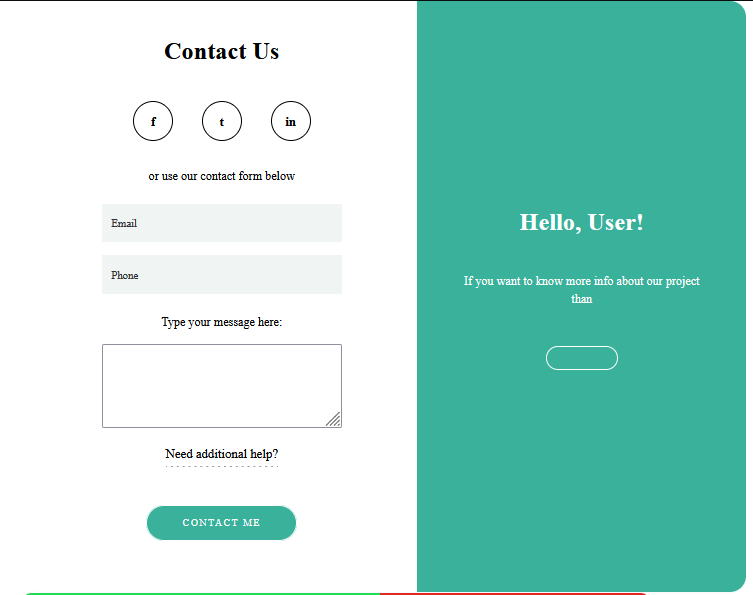 Contact Us
f t in
or use our contact form below
Email
Phone
Type your message here:
Need additional help?
CONTACT ME
Hello, User!
If you want to know more info about our project
than